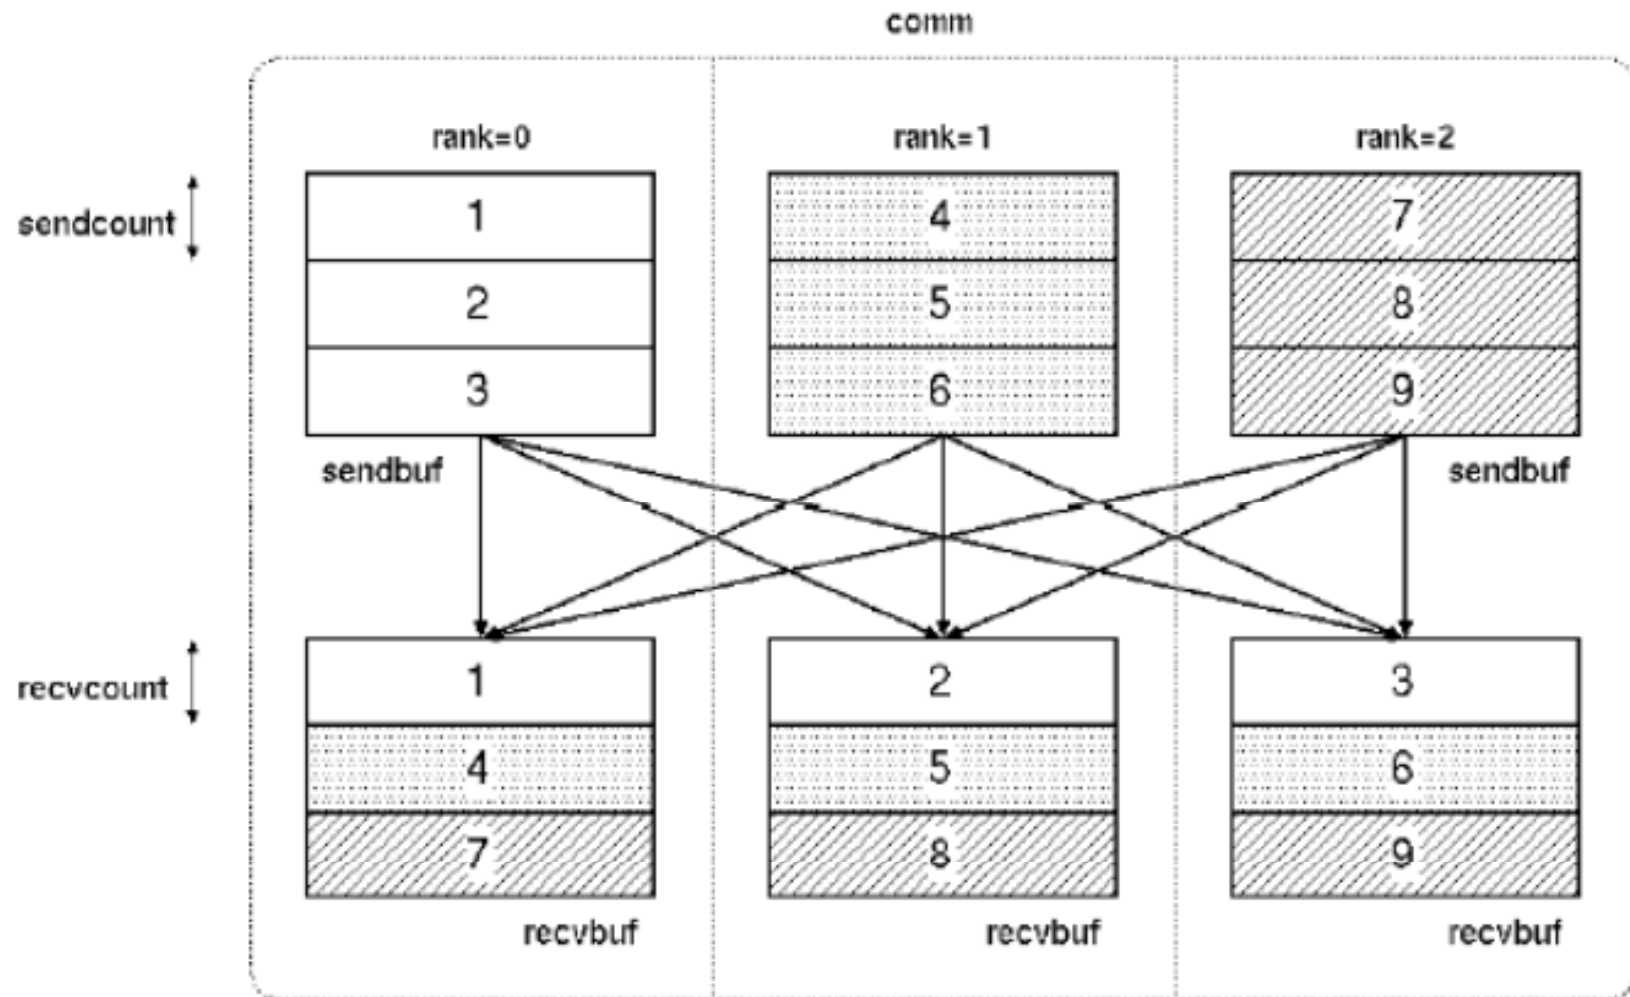 comm
rank=0 rank=1 rank=2
sendcount
1 4 7
2 5 8
3 6 9
sendbuf sendbuf
recvcount
1 2 3
4 5 6
7 8 9
recvbuf recvbuf recvbuf